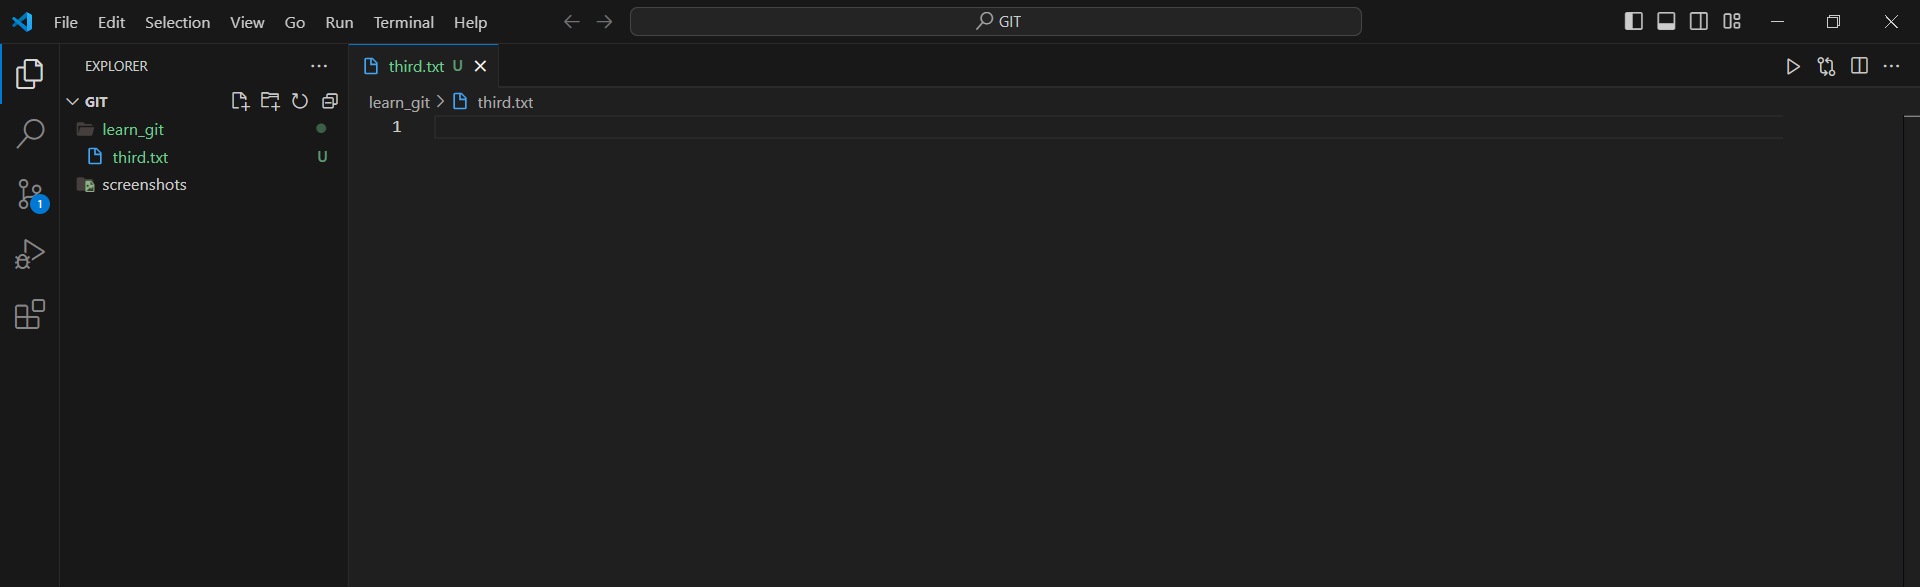 File Edit Selection View Go Run Terminal Help GIT
EXPLORER
third.txt U
GIT
learn_git > third.txt
1
learn_git
third.txt U
screenshots
1